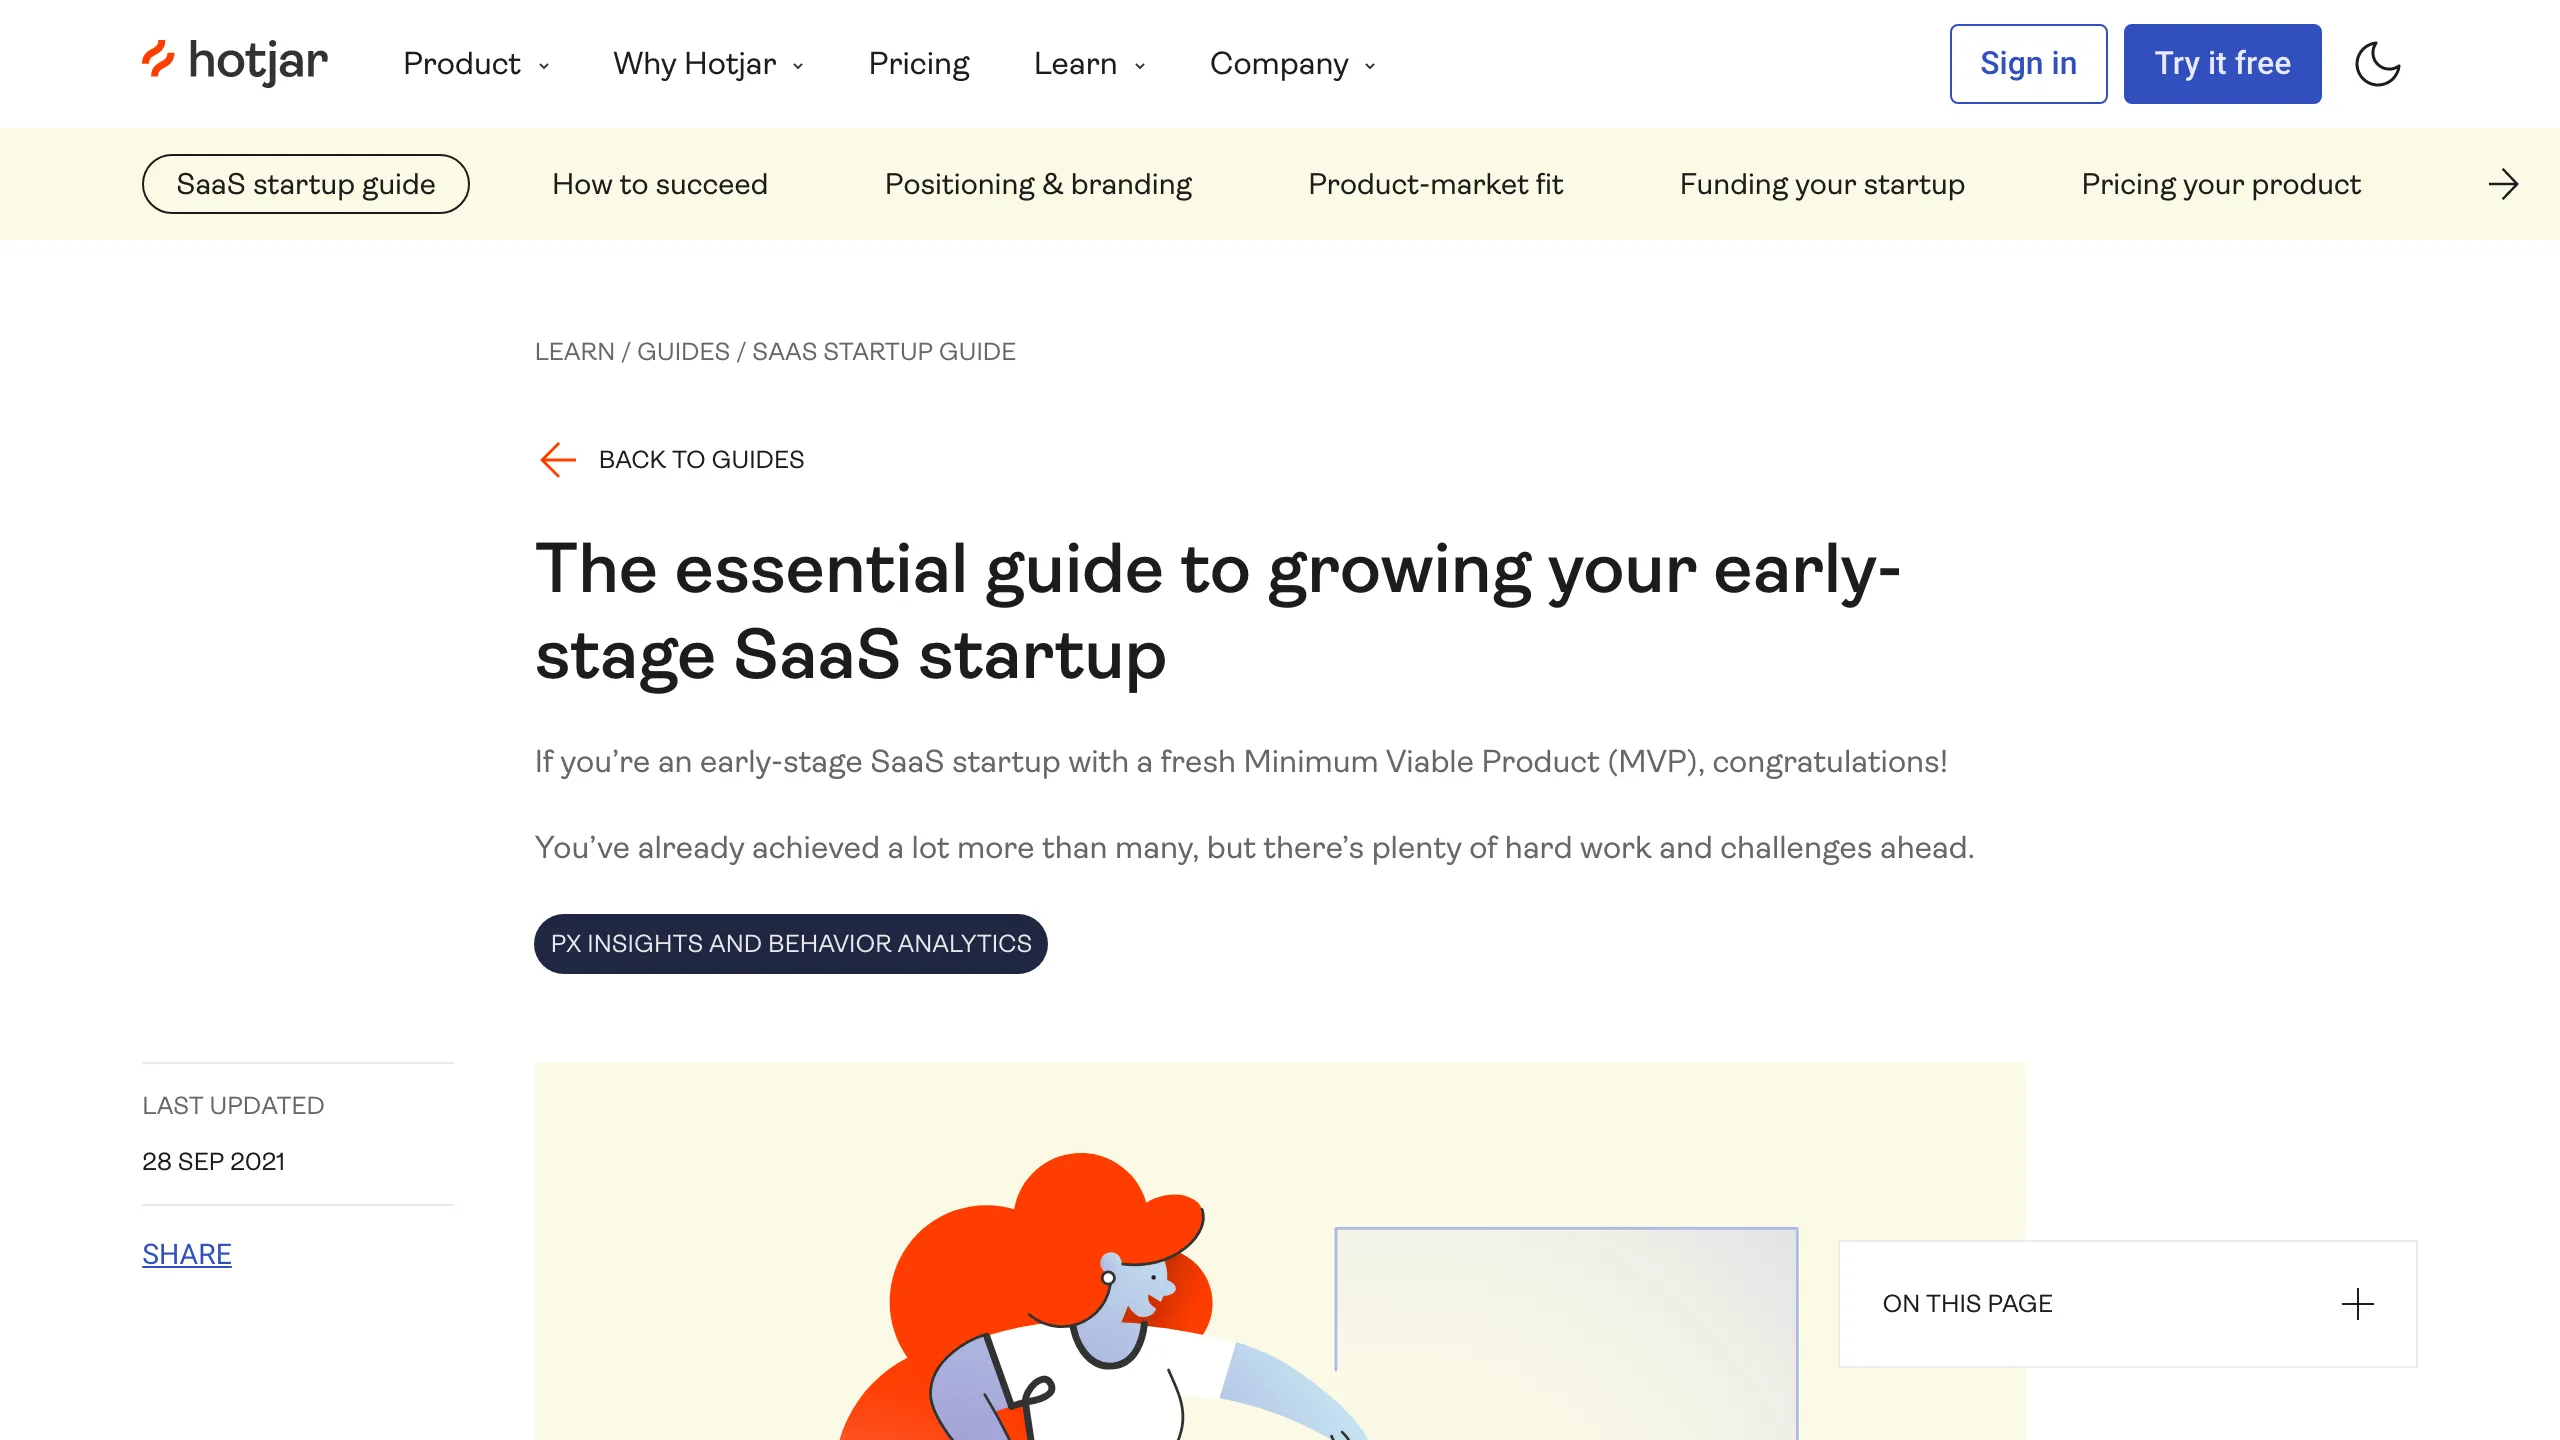 hotjar Product Why Hotjar Pricing Learn Company Sign in Try it free
SaaS startup guide How to succeed Positioning & branding Product-market fit Funding your startup Pricing your product
LEARN / GUIDES / SAAS STARTUP GUIDE
BACK TO GUIDES
The essential guide to growing your early-
stage SaaS startup
If you’re an early-stage SaaS startup with a fresh Minimum Viable Product (MVP), congratulations!
You’ve already achieved a lot more than many, but there’s plenty of hard work and challenges ahead.
PX INSIGHTS AND BEHAVIOR ANALYTICS
LAST UPDATED
28 SEP 2021
SHARE
ON THIS PAGE